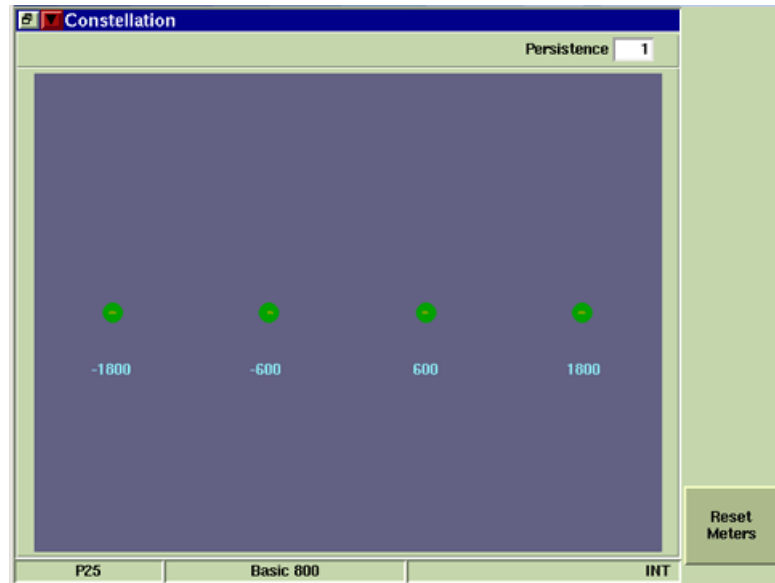 Constellation
Persistence 1
-1800 -600 600 1800
Reset
Meters
P25 Basic 800 INT